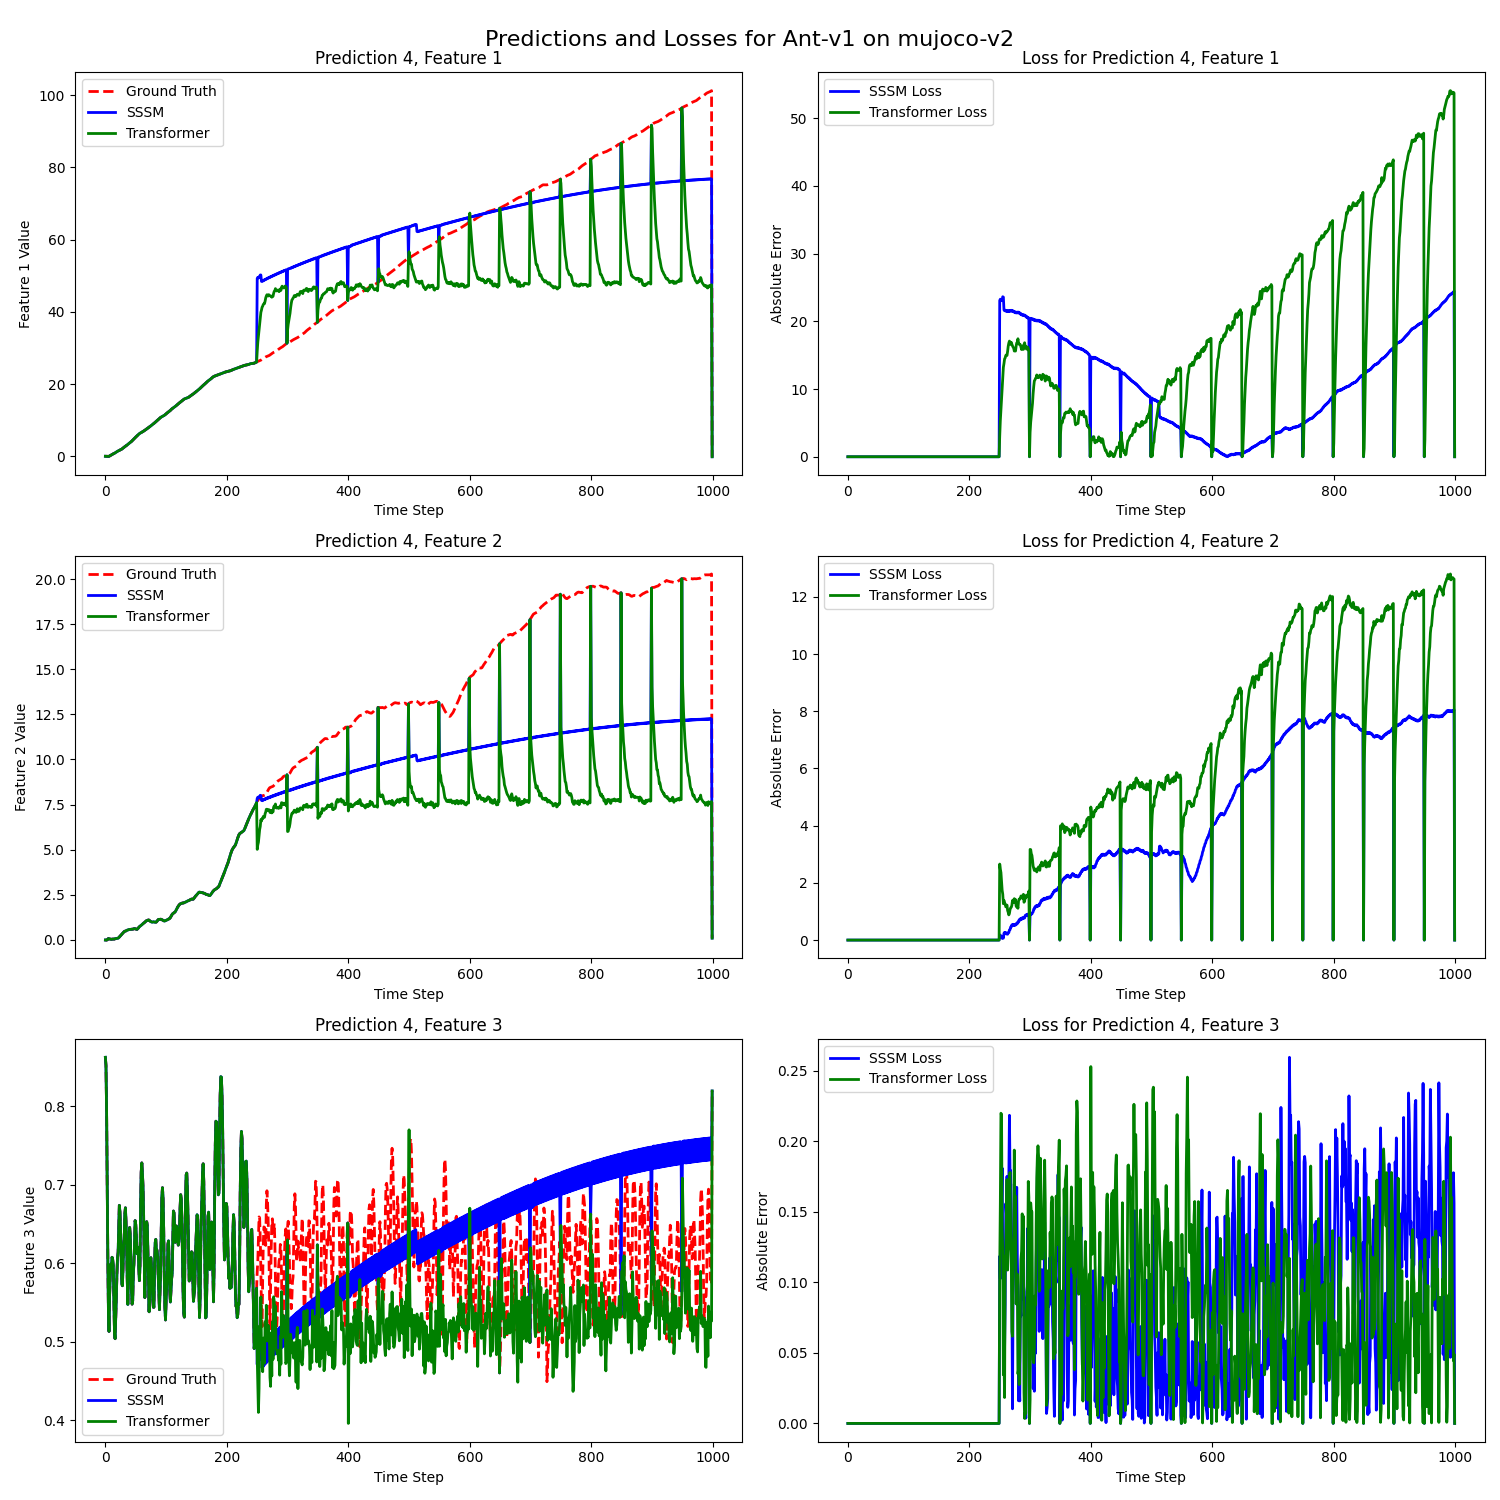 Predictions and Losses for Ant-v1 on mujoco-v2
Prediction 4, Feature 1
Feature 1 Value
100
80
60
40
20
0
Ground Truth
SSSM
Transformer
0 200 400 600 800 1000
Time Step
Loss for Prediction 4, Feature 1
Absolute Error
50
40
30
20
10
0
SSSM Loss
Transformer Loss
0 200 400 600 800 1000
Time Step
Prediction 4, Feature 2
Feature 2 Value
20.0
17.5
15.0
12.5
10.0
7.5
5.0
2.5
0.0
Ground Truth
SSSM
Transformer
0 200 400 600 800 1000
Time Step
Loss for Prediction 4, Feature 2
Absolute Error
12
10
8
6
4
2
0
SSSM Loss
Transformer Loss
0 200 400 600 800 1000
Time Step
Prediction 4, Feature 3
Feature 3 Value
0.8
0.7
0.6
0.5
0.4
Ground Truth
SSSM
Transformer
0 200 400 600 800 1000
Time Step
Loss for Prediction 4, Feature 3
Absolute Error
0.25
0.20
0.15
0.10
0.05
0.00
SSSM Loss
Transformer Loss
0 200 400 600 800 1000
Time Step